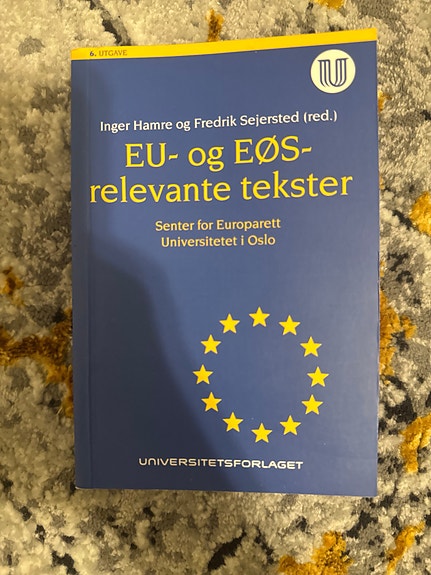 6. UTGAVE
U
Inger Hamre og Fredrik Sejersted (red.)
EU- og EØS-
relevante tekster
Senter for Europarett
Universitetet i Oslo
UNIVERSITETSFORLAGET